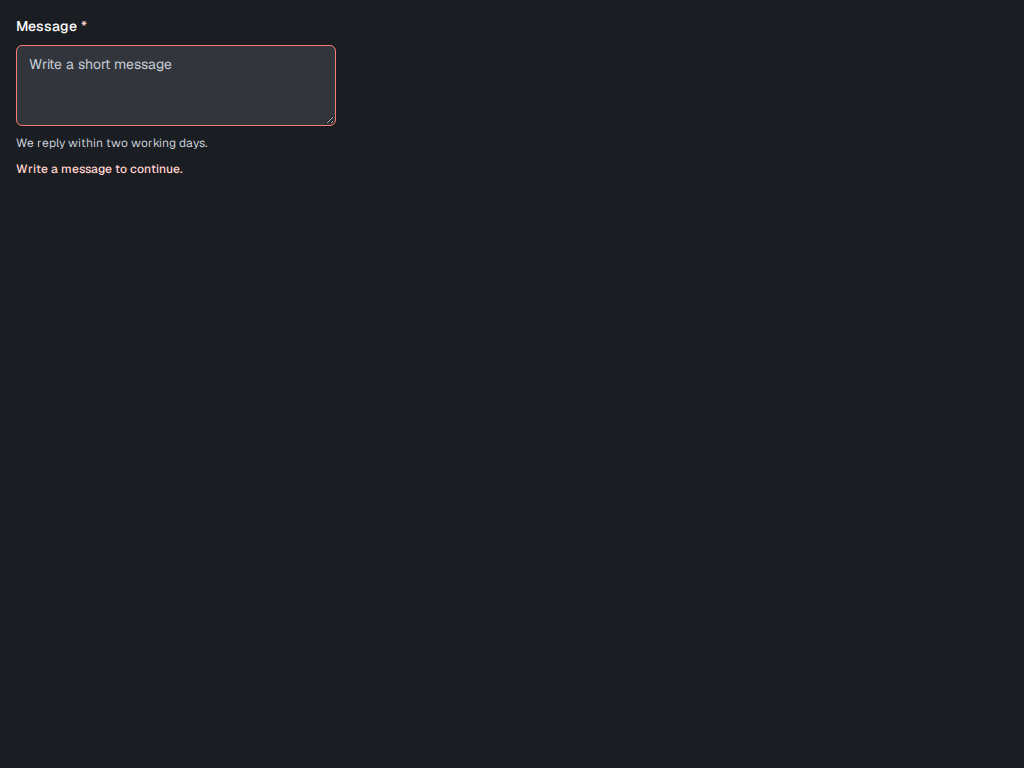 Message *
Write a short message
We reply within two working days.
Write a message to continue.